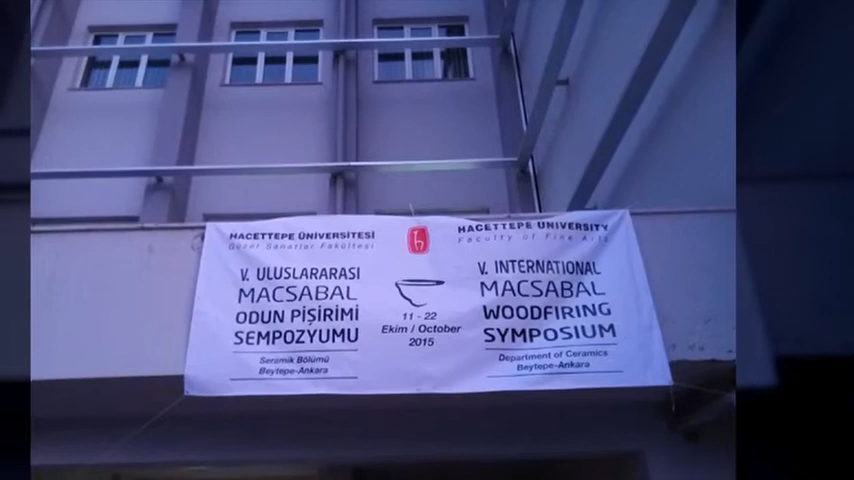 HACETTEPE ÜNİVERSİTESİ
Güzel Sanatlar Fakültesi
V. ULUSLARARASI
MACSABAL
ODUN PİŞİRİMİ
SEMPOZYUMU
Seramik Bölümü
Beytepe-Ankara
11 - 22
Ekim / October
2015
HACETTEPE UNIVERSITY
Faculty of Fine Arts
V. INTERNATIONAL
MACSABAL
WOODFIRING
SYMPOSIUM
Department of Ceramics
Beytepe-Ankara